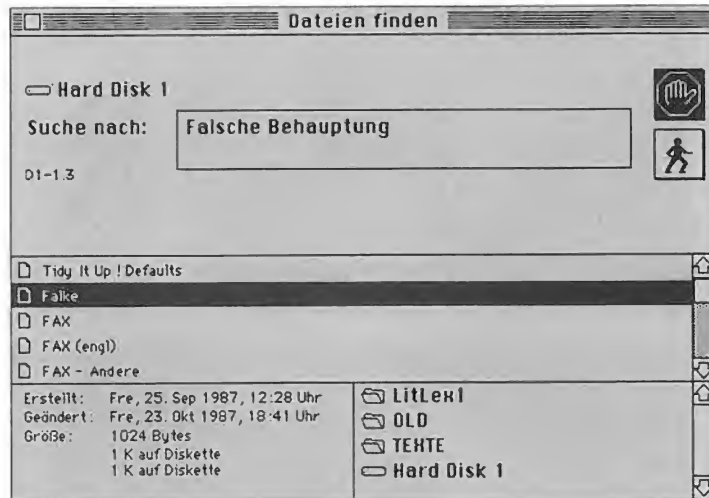 Dateien finden
Hard Disk 1
Suche nach: Falsche Behauptung
D1-1.3
Tidy It Up ! Defaults
Falke
FAX
FAX (engl)
FAX - Andere
Erstellt: Fre, 25. Sep 1987, 12:28 Uhr
Geändert: Fre, 23. Okt 1987, 18:41 Uhr
Größe: 1024 Bytes
1 K auf Diskette
1 K auf Diskette
LitLex1
OLD
TEXTE
Hard Disk 1